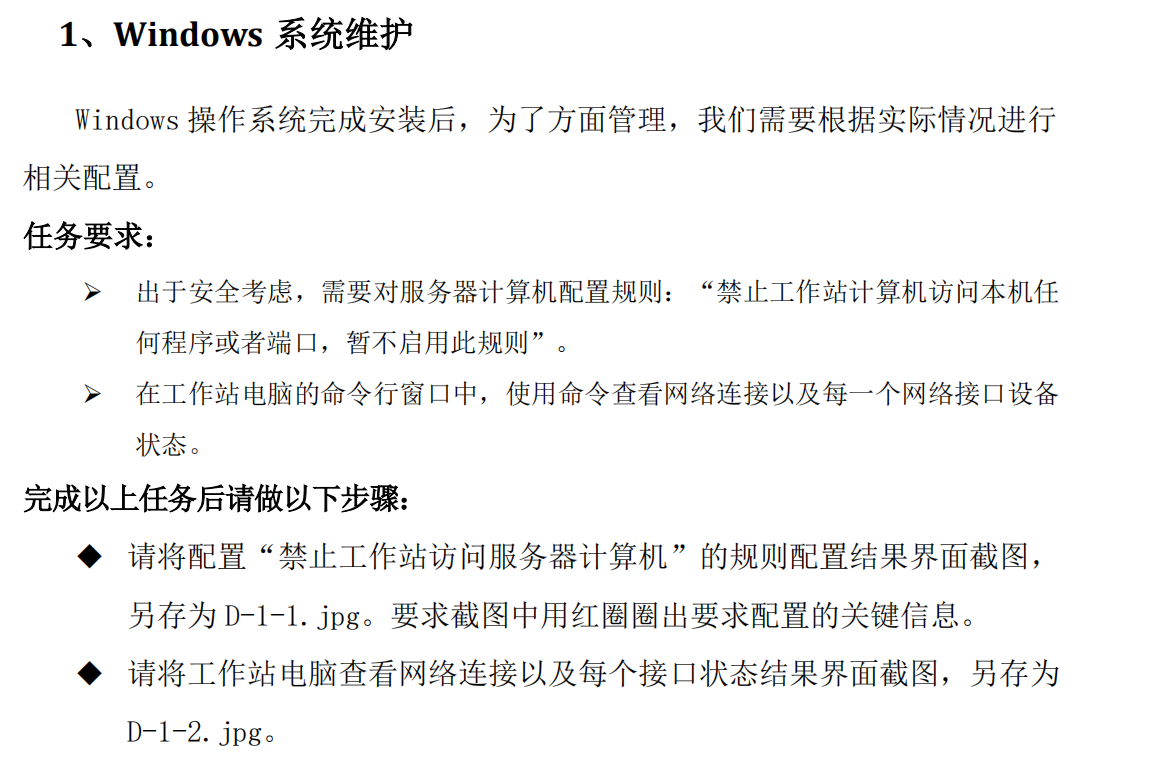 1、Windows 系统维护
Windows 操作系统完成安装后，为了方面管理，我们需要根据实际情况进行
相关配置。
任务要求：
➢ 出于安全考虑，需要对服务器计算机配置规则：“禁止工作站计算机访问本机任
何程序或者端口，暂不启用此规则”。
➢ 在工作站电脑的命令行窗口中，使用命令查看网络连接以及每一个网络接口设备
状态。
完成以上任务后请做以下步骤：
◆ 请将配置“禁止工作站访问服务器计算机”的规则配置结果界面截图，
另存为 D-1-1.jpg。要求截图中用红圈圈出要求配置的关键信息。
◆ 请将工作站电脑查看网络连接以及每个接口状态结果界面截图，另存为
D-1-2.jpg。